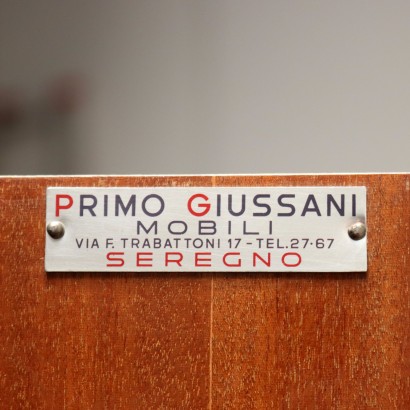 PRIMO GIUSSANI
MOBILI
VIA F. TRABATTONI 17-TEL.27-67
SEREGNO